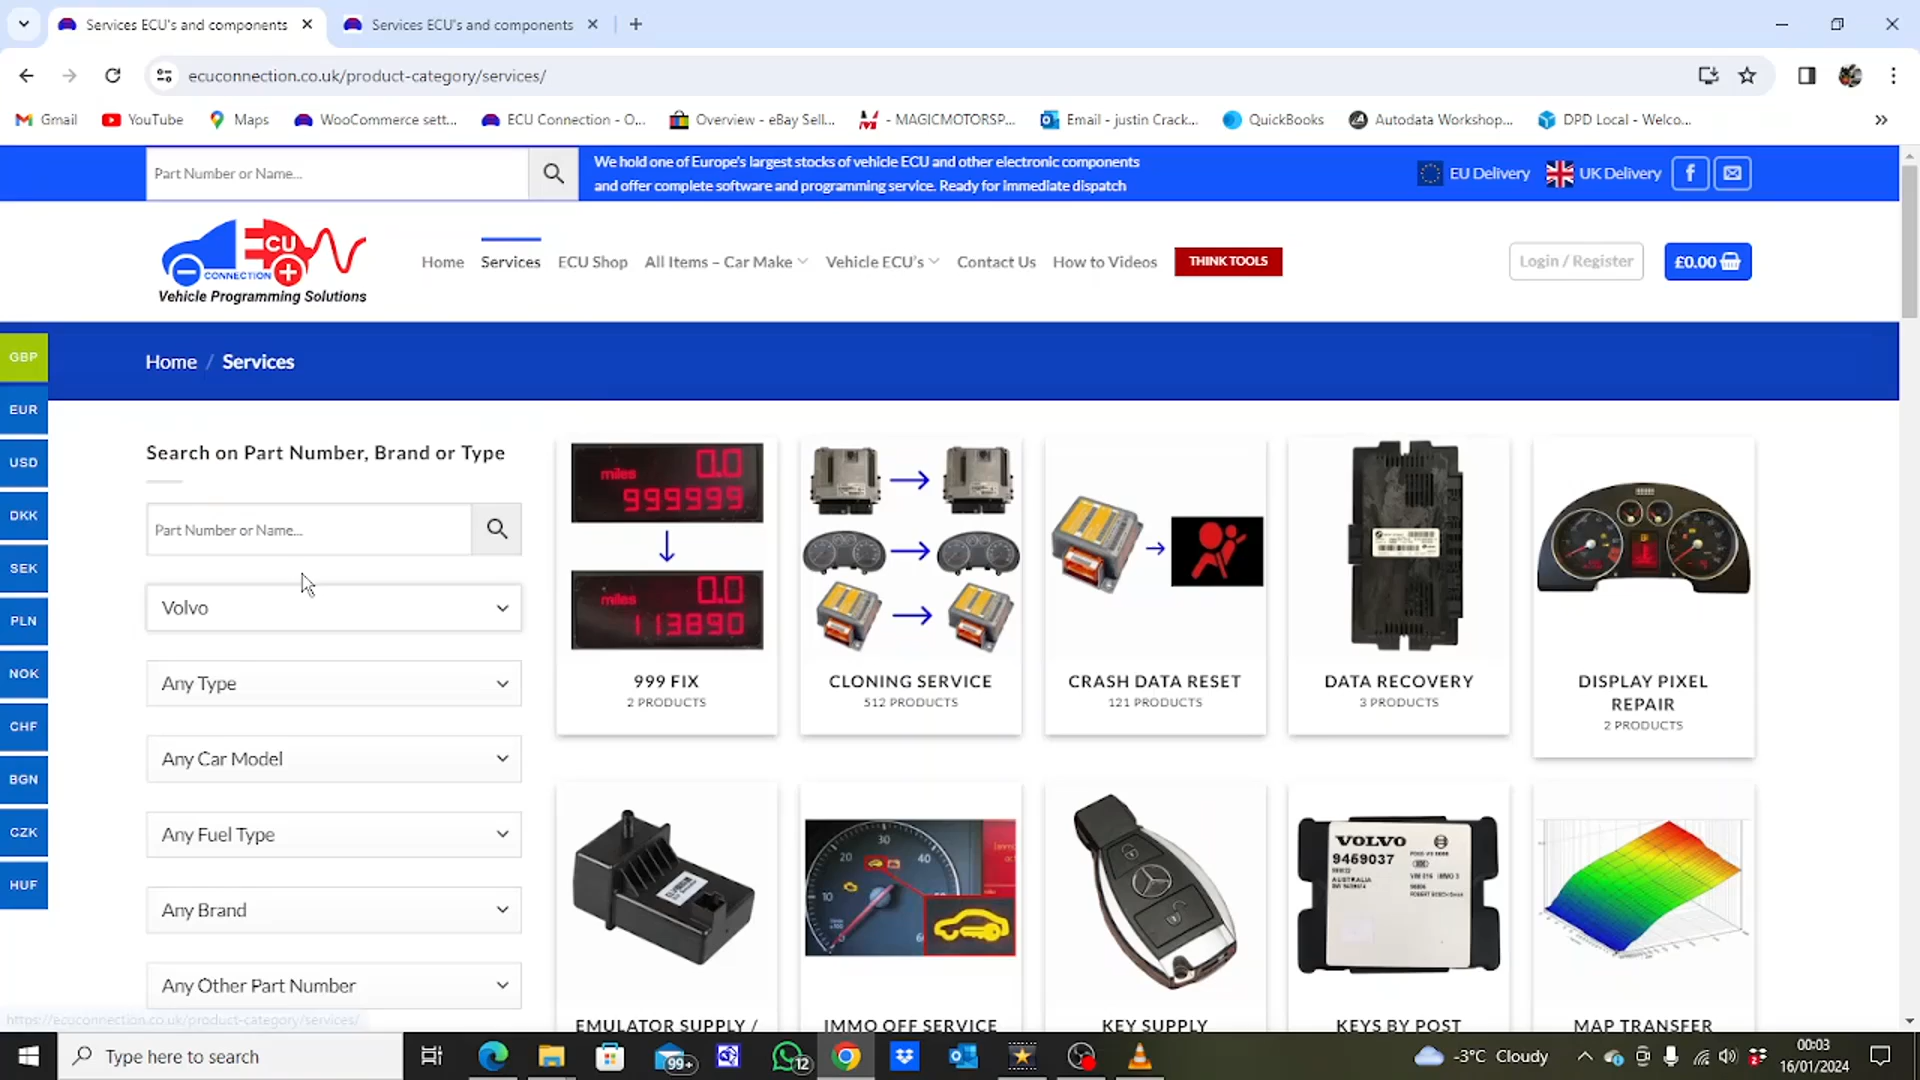 Services ECU's and components
Services ECU's and components
ecuconnection.co.uk/product-category/services/
Gmail
YouTube
Maps
WooCommerce sett...
ECU Connection - O...
Overview - eBay Sell...
- MAGICMOTORSP...
Email - justin Crack...
QuickBooks
Autodata Workshop...
DPD Local - Welco...
Part Number or Name...
We hold one of Europe's largest stocks of vehicle ECU and other electronic components
and offer complete software and programming service. Ready for immediate dispatch
EU Delivery
UK Delivery
ECU
CONNECTION
Vehicle Programming Solutions
Home
Services
ECU Shop
All Items – Car Make
Vehicle ECU's
Contact Us
How to Videos
THINK TOOLS
Login / Register
£0.00
Home / Services
GBP
EUR
USD
DKK
SEK
PLN
NOK
CHF
BGN
CZK
HUF
Search on Part Number, Brand or Type
Part Number or Name...
Volvo
Any Type
Any Car Model
Any Fuel Type
Any Brand
Any Other Part Number
miles 0.0
999999
miles 0.0
113890
999 FIX
2 PRODUCTS
CLONING SERVICE
512 PRODUCTS
CRASH DATA RESET
121 PRODUCTS
DATA RECOVERY
3 PRODUCTS
DISPLAY PIXEL
REPAIR
2 PRODUCTS
10
20
30
40
VOLVO
9469037
AUSTRALIA
EMULATOR SUPPLY /
IMMO OFF SERVICE
KEY SUPPLY
KEYS BY POST
MAP TRANSFER
https://ecuconnection.co.uk/product-category/services/
Type here to search
99+
12
-3°C Cloudy
00:03
16/01/2024